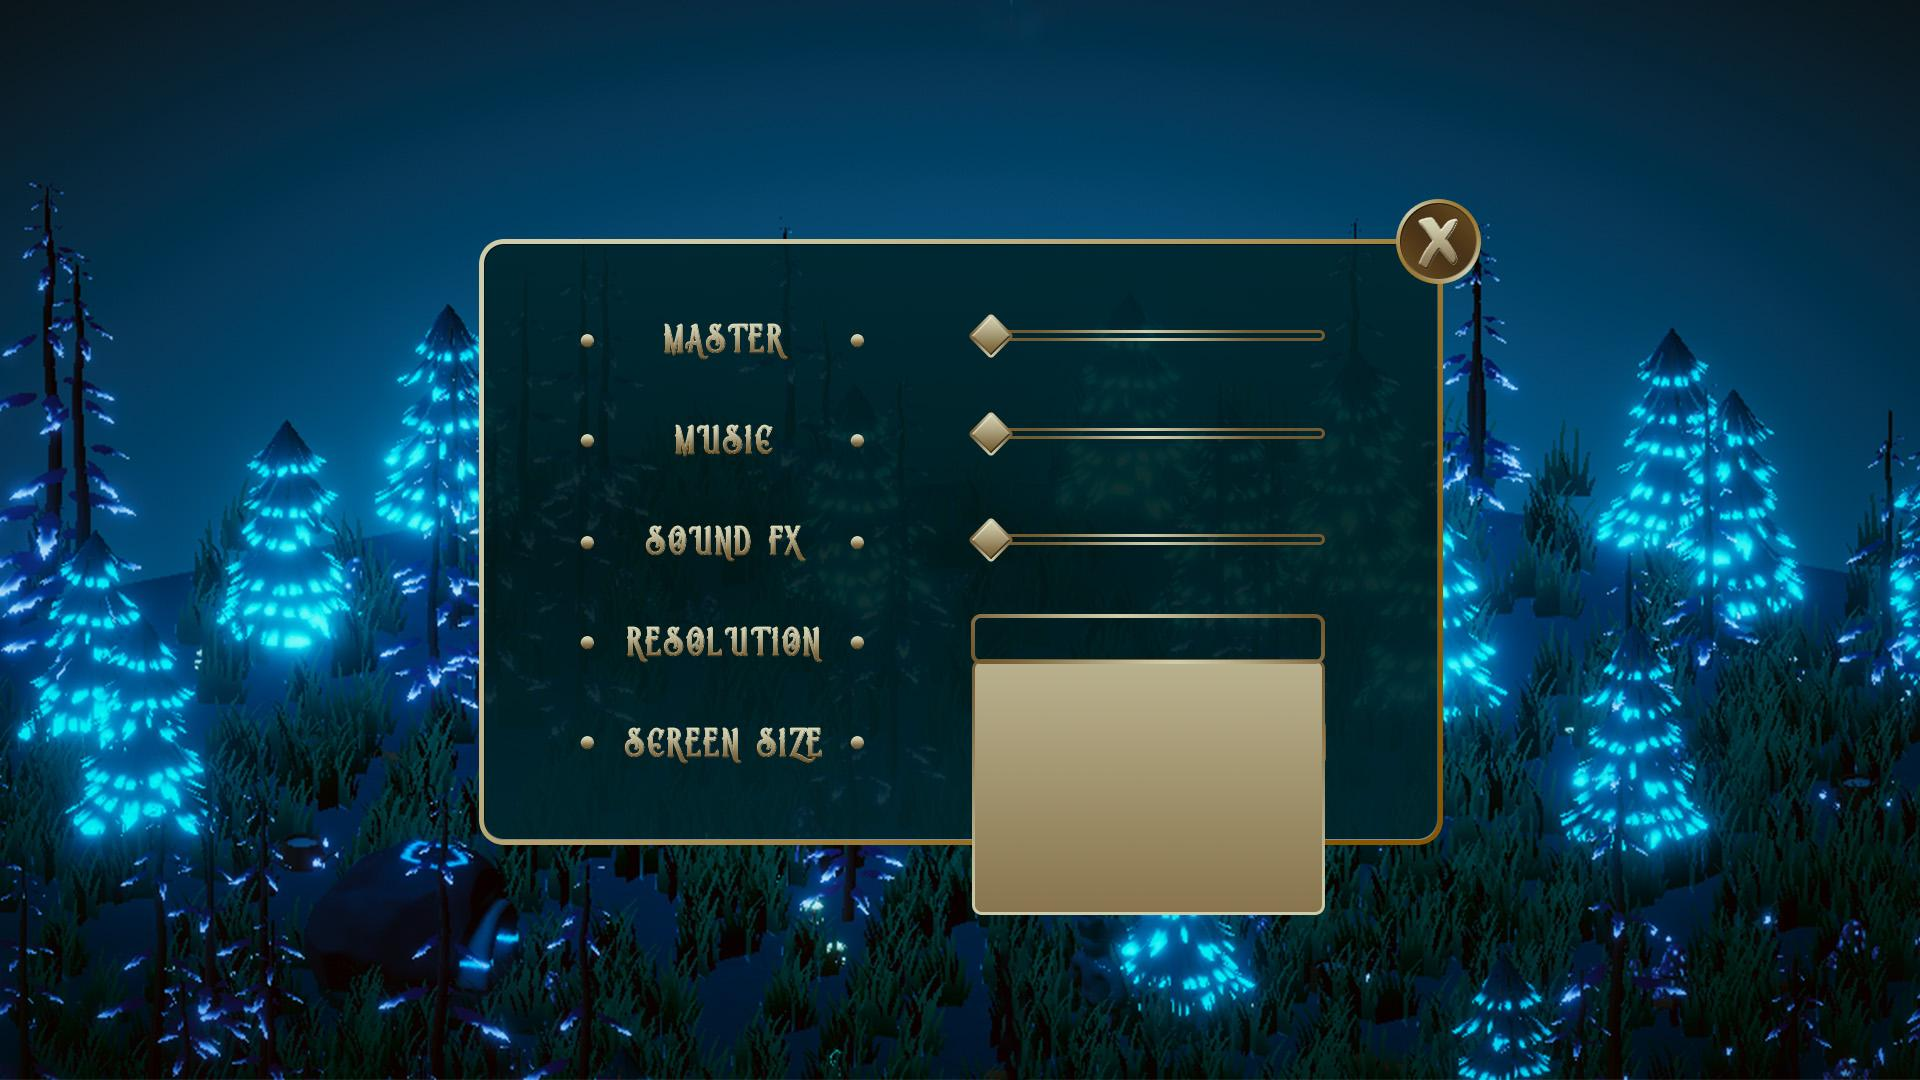 X
MASTER
MUSIC
SOUND FX
RESOLUTION
SCREEN SIZE